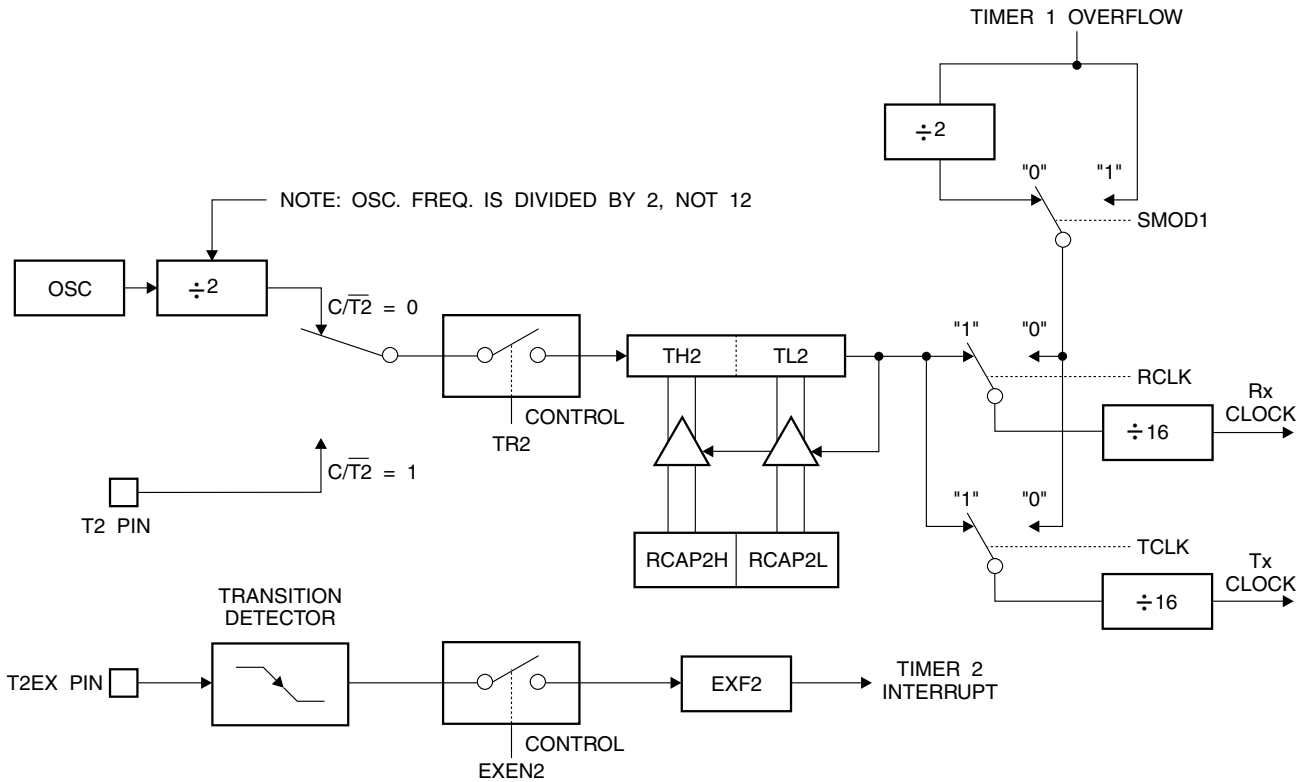 TIMER 1 OVERFLOW
÷2
"0" "1"
SMOD1
NOTE: OSC. FREQ. IS DIVIDED BY 2, NOT 12
OSC
÷2
C/T̅2̅ = 0
TH2 TL2
"1" "0"
RCLK
CONTROL
TR2
Rx
CLOCK
÷16
C/T̅2̅ = 1
T2 PIN
"1" "0"
TCLK
RCAP2H RCAP2L
Tx
CLOCK
÷16
TRANSITION
DETECTOR
T2EX PIN
EXF2
TIMER 2
INTERRUPT
CONTROL
EXEN2